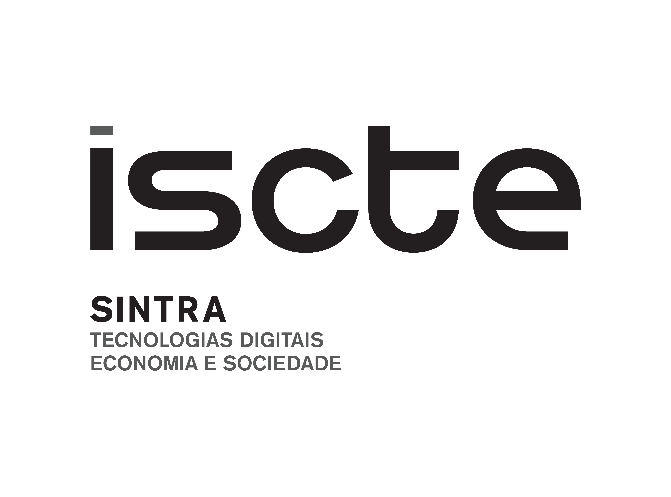 iscte
SINTRA
TECNOLOGIAS DIGITAIS
ECONOMIA E SOCIEDADE